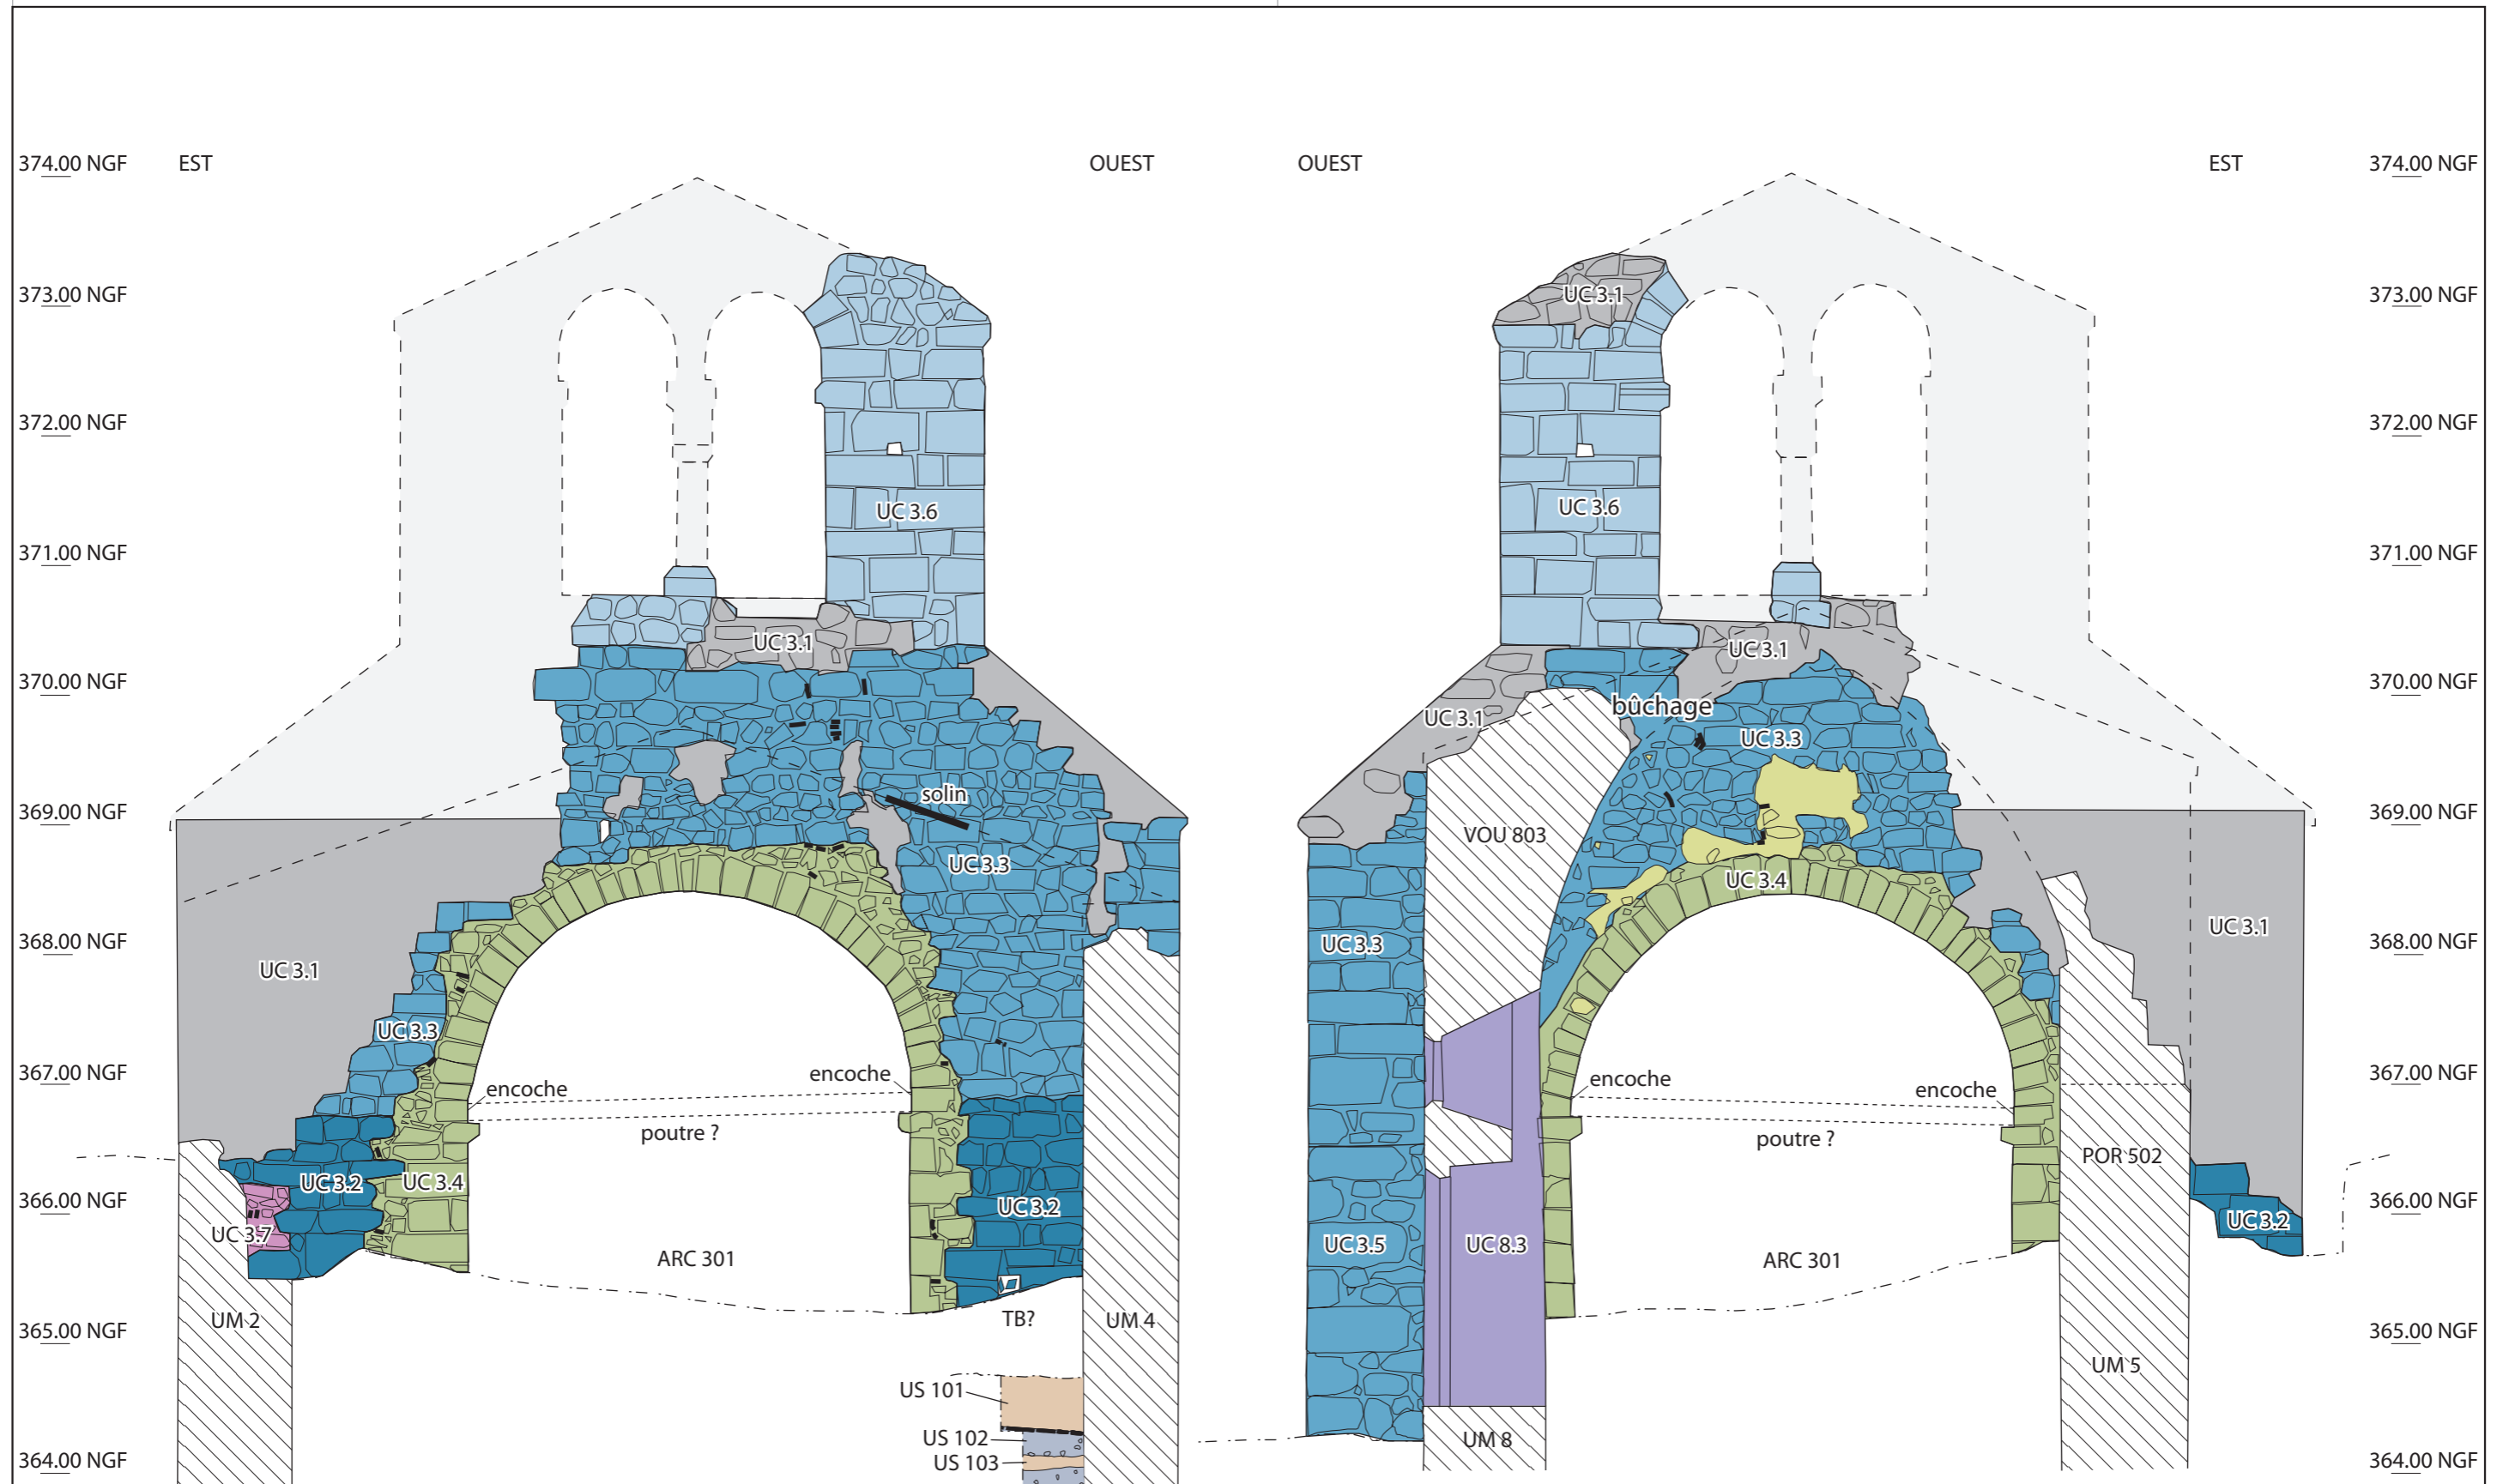 374.00 NGF EST OUEST OUEST EST 374.00 NGF
373.00 NGF UC 3.1 373.00 NGF
372.00 NGF 372.00 NGF
UC 3.6 UC 3.6
371.00 NGF 371.00 NGF
UC 3.1 UC 3.1
370.00 NGF 370.00 NGF
UC 3.1 bûchage
UC 3.3
solin
369.00 NGF 369.00 NGF
VOU 803
UC 3.3 UC 3.4
368.00 NGF UC 3.3 UC 3.1 368.00 NGF
UC 3.1
UC 3.3
367.00 NGF encoche encoche encoche encoche 367.00 NGF
poutre ? poutre ?
POR 502
UC 3.2 UC 3.4
366.00 NGF UC 3.2 366.00 NGF
UC 3.7 UC 3.5 UC 8.3 UC 3.2
ARC 301 ARC 301
365.00 NGF UM 2 TB? UM 4 365.00 NGF
UM 5
US 101
US 102 UM 8
364.00 NGF US 103 364.00 NGF